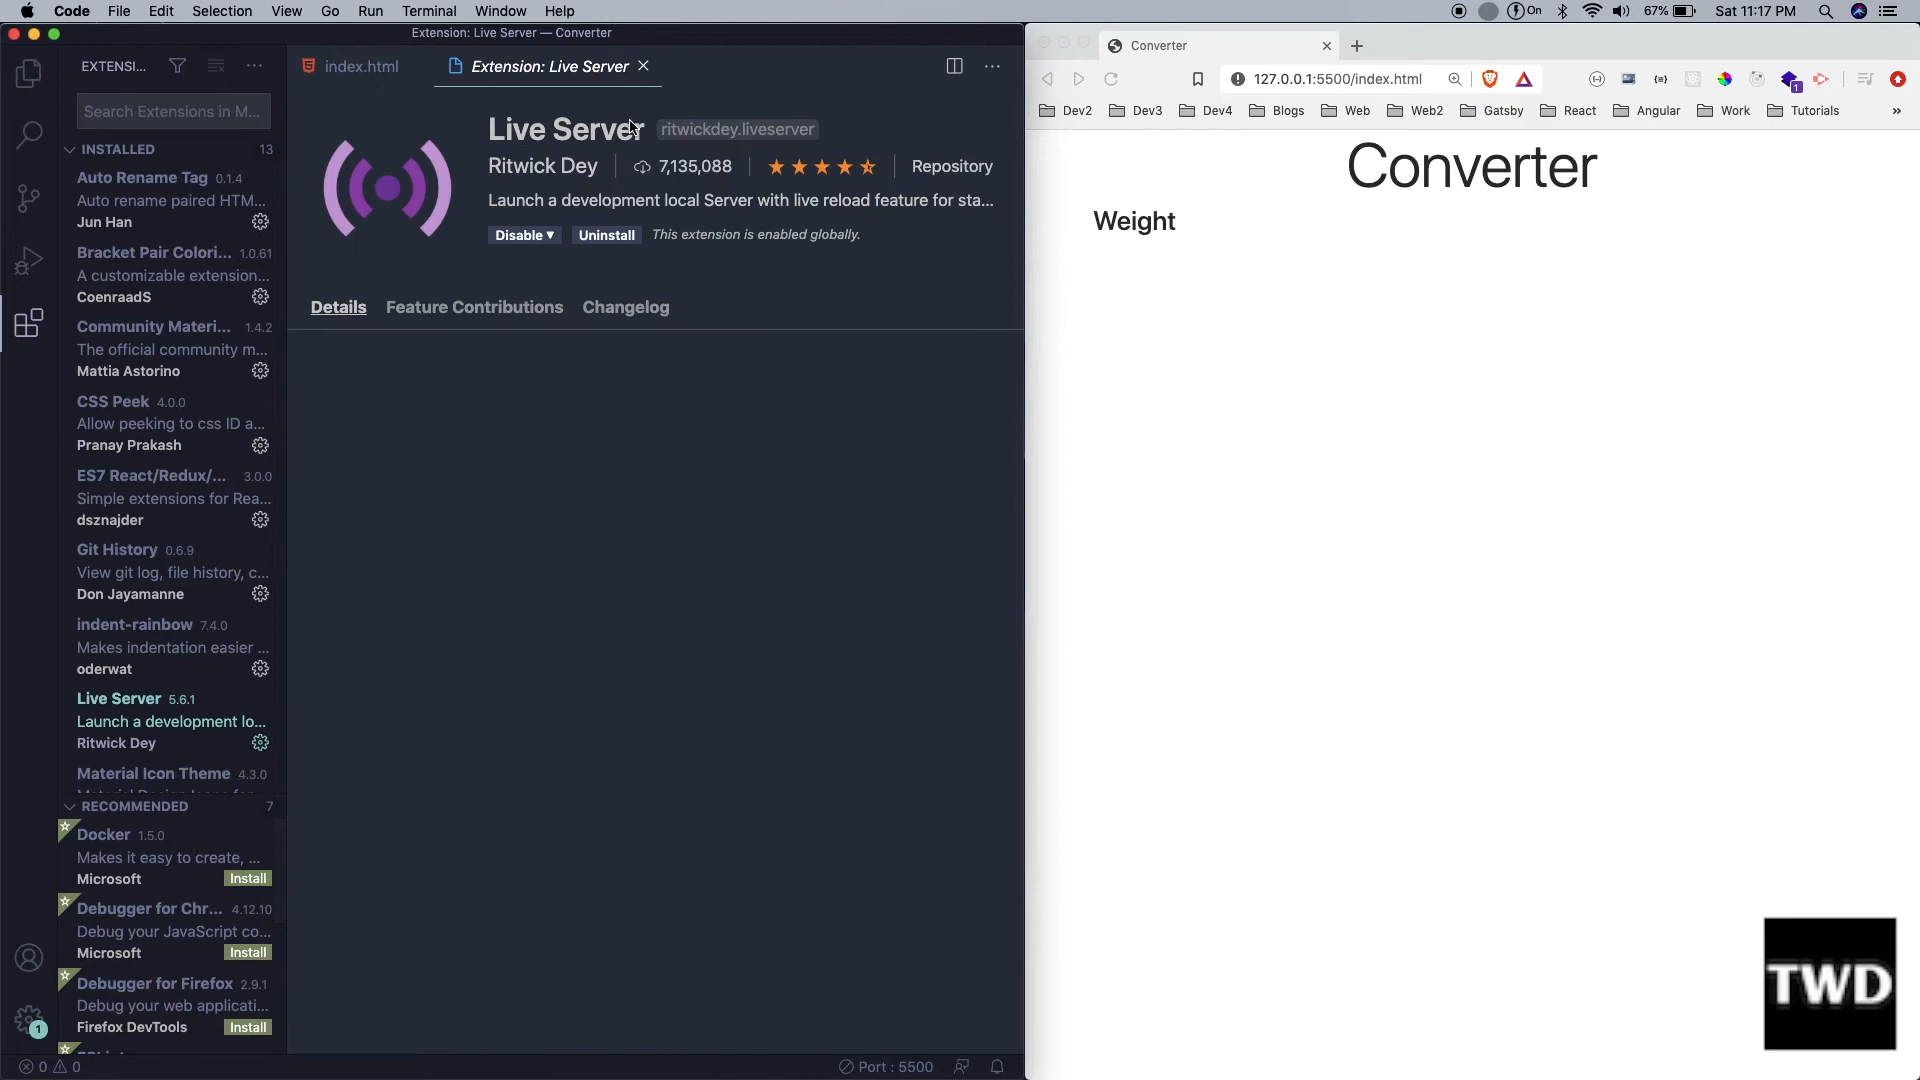 Code File Edit Selection View Go Run Terminal Window Help
On 67% Sat 11:17 PM
Extension: Live Server — Converter
EXTENSI...
Search Extensions in M...
INSTALLED 13
Auto Rename Tag 0.1.4
Auto rename paired HTM...
Jun Han
Bracket Pair Colori... 1.0.61
A customizable extension...
CoenraadS
Community Materi... 1.4.2
The official community m...
Mattia Astorino
CSS Peek 4.0.0
Allow peeking to css ID a...
Pranay Prakash
ES7 React/Redux/... 3.0.0
Simple extensions for Rea...
dsznajder
Git History 0.6.9
View git log, file history, c...
Don Jayamanne
indent-rainbow 7.4.0
Makes indentation easier ...
oderwat
Live Server 5.6.1
Launch a development lo...
Ritwick Dey
Material Icon Theme 4.3.0
RECOMMENDED 7
Docker 1.5.0
Makes it easy to create, ...
Microsoft Install
Debugger for Chr... 4.12.10
Debug your JavaScript co...
Microsoft Install
Debugger for Firefox 2.9.1
Debug your web applicati...
Firefox DevTools Install
1
0 0
index.html Extension: Live Server
Live Server ritwickdey.liveserver
Ritwick Dey 7,135,088 Repository
Launch a development local Server with live reload feature for sta...
Disable Uninstall This extension is enabled globally.
Details Feature Contributions Changelog
Port : 5500
Converter
127.0.0.1:5500/index.html 1
Dev2 Dev3 Dev4 Blogs Web Web2 Gatsby React Angular Work Tutorials »
Converter
Weight
TWD